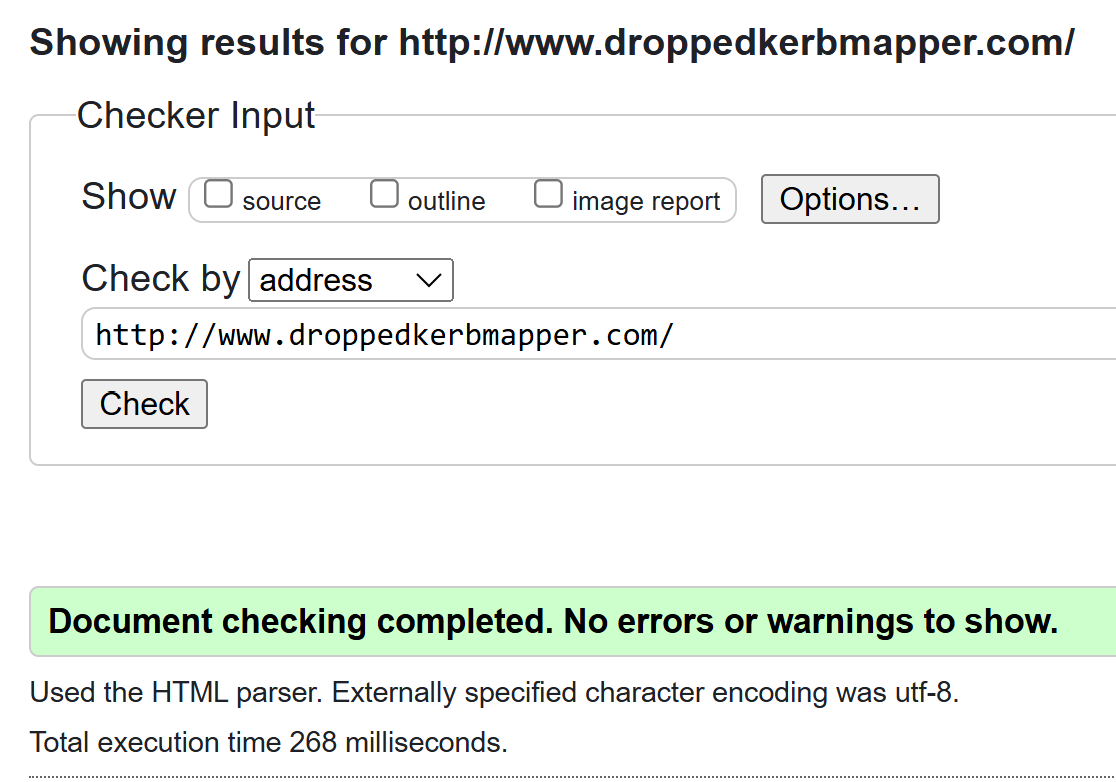 Showing results for http://www.droppedkerbmapper.com/
Checker Input
Show source outline image report Options…
Check by address
http://www.droppedkerbmapper.com/
Check
Document checking completed. No errors or warnings to show.
Used the HTML parser. Externally specified character encoding was utf-8.
Total execution time 268 milliseconds.